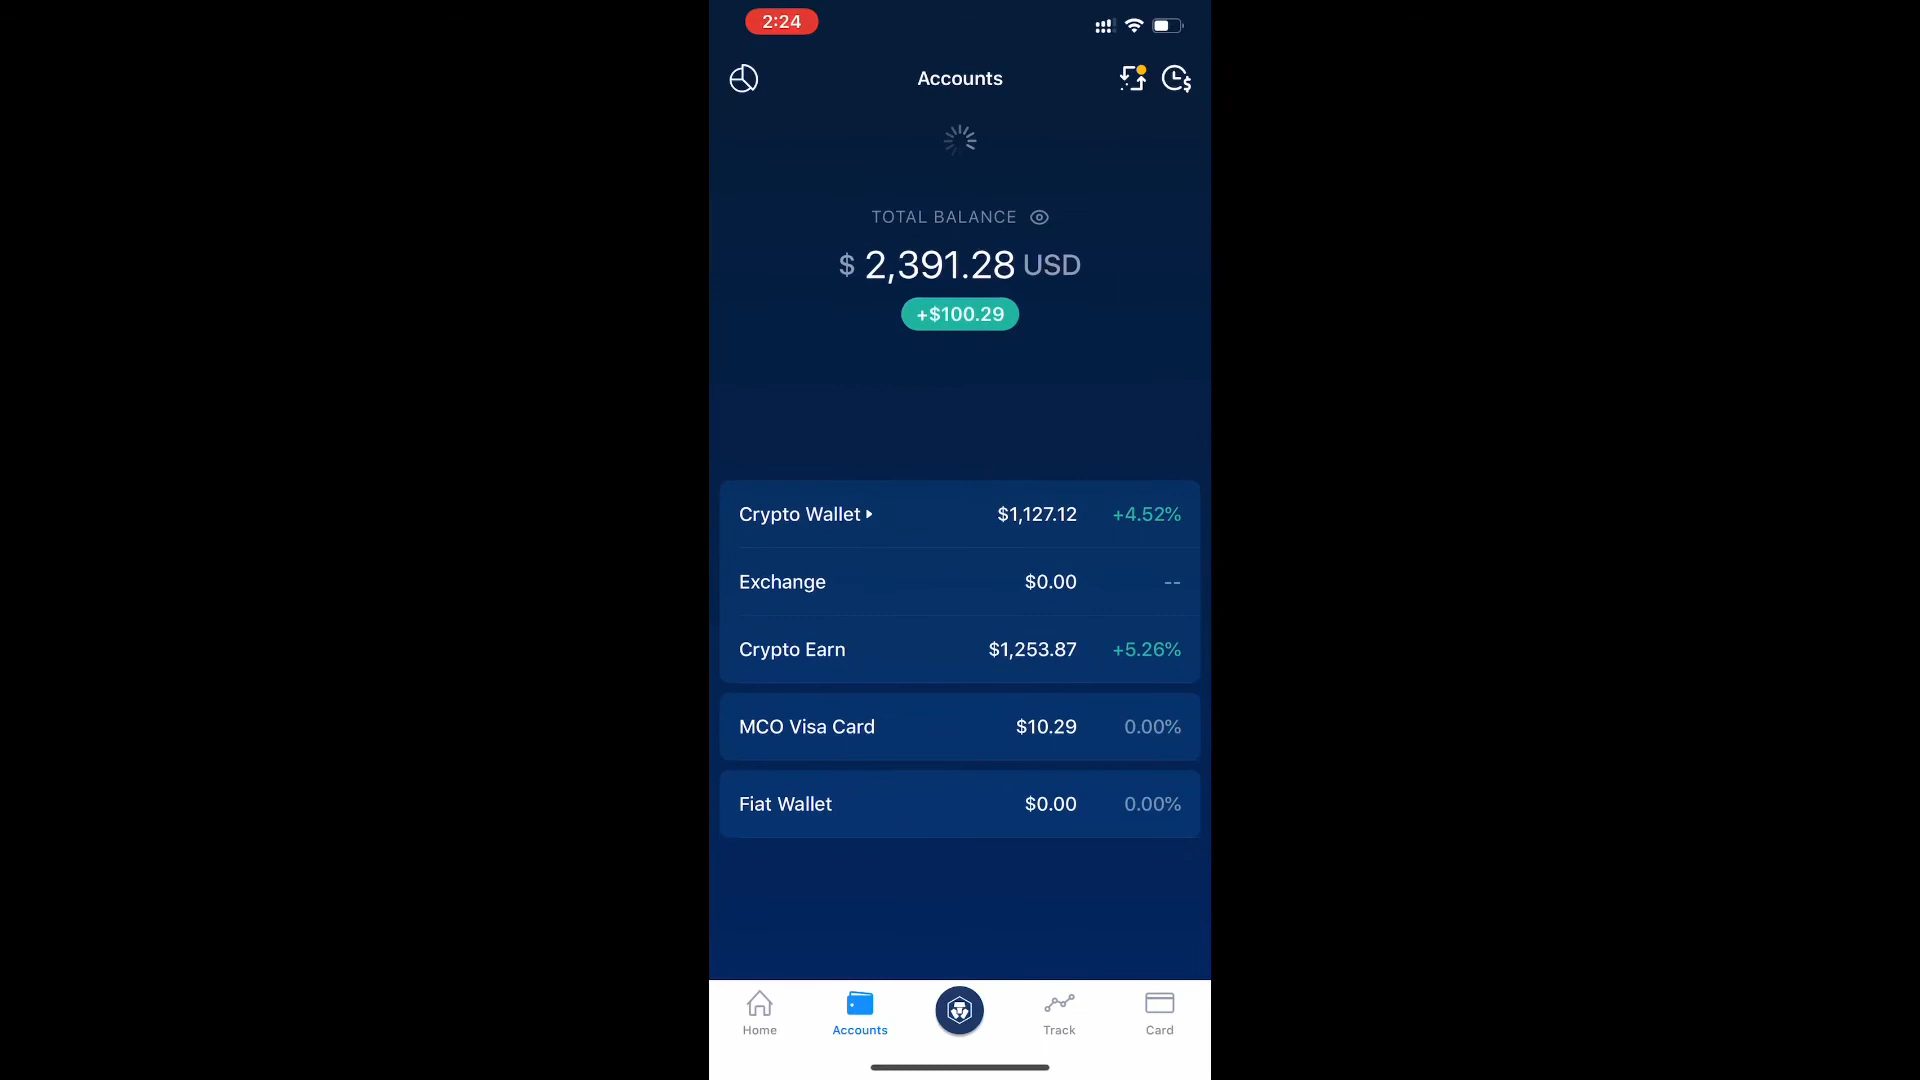 2:24
Accounts
TOTAL BALANCE
$ 2,391.28 USD
+$100.29
Crypto Wallet $1,127.12 +4.52%
Exchange $0.00 --
Crypto Earn $1,253.87 +5.26%
MCO Visa Card $10.29 0.00%
Fiat Wallet $0.00 0.00%
Home Accounts Track Card